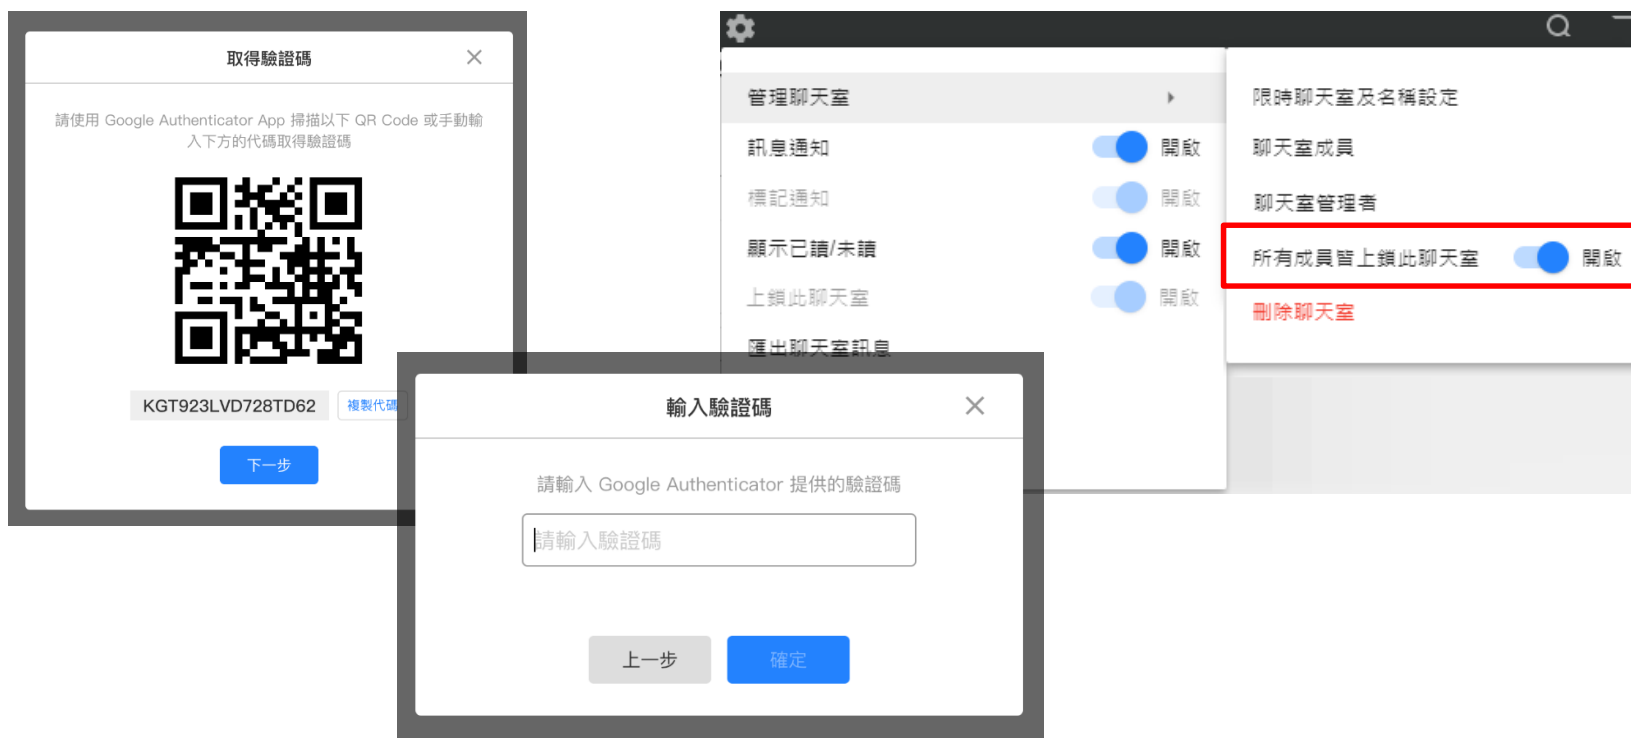 取得驗證碼
請使用 Google Authenticator App 掃描以下 QR Code 或手動輸
入下方的代碼取得驗證碼
KGT923LVD728TD62
複製代碼
下一步
輸入驗證碼
請輸入 Google Authenticator 提供的驗證碼
請輸入驗證碼
上一步
確定
管理聊天室
訊息通知 開啟
標記通知 開啟
顯示已讀/未讀 開啟
上鎖此聊天室 開啟
匯出聊天室訊息
限時聊天室及名稱設定
聊天室成員
聊天室管理者
所有成員皆上鎖此聊天室 開啟
刪除聊天室